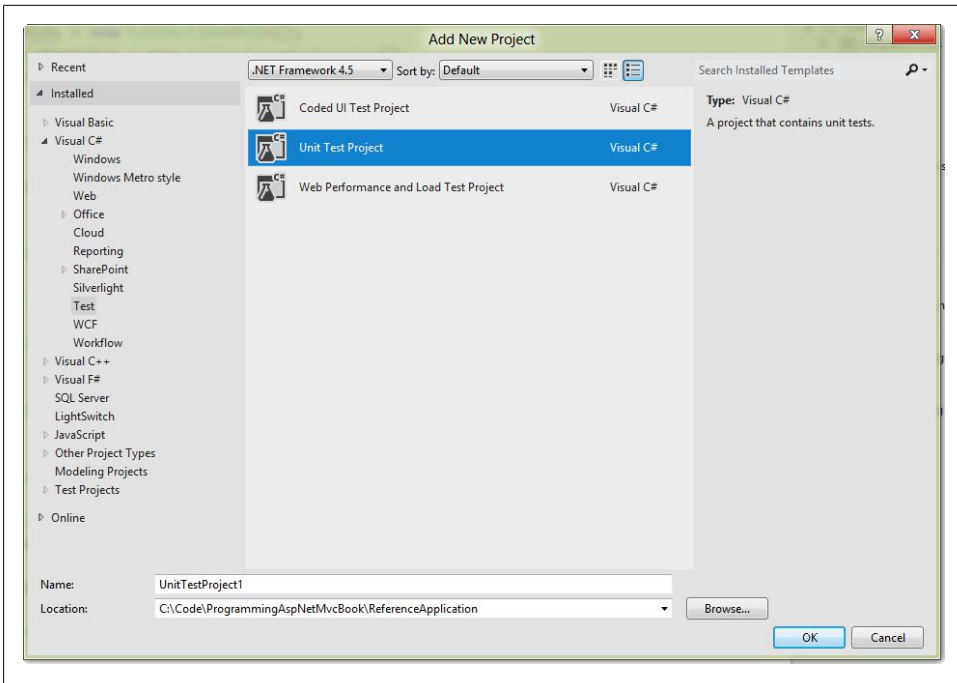 Add New Project
Recent
Installed
Visual Basic
Visual C#
Windows
Windows Metro style
Web
Office
Cloud
Reporting
SharePoint
Silverlight
Test
WCF
Workflow
Visual C++
Visual F#
SQL Server
LightSwitch
JavaScript
Other Project Types
Modeling Projects
Test Projects
Online
.NET Framework 4.5
Sort by: Default
C# Coded UI Test Project Visual C#
C# Unit Test Project Visual C#
C# Web Performance and Load Test Project Visual C#
Search Installed Templates
Type: Visual C#
A project that contains unit tests.
Name: UnitTestProject1
Location: C:\Code\ProgrammingAspNetMvcBook\ReferenceApplication
Browse...
OK Cancel